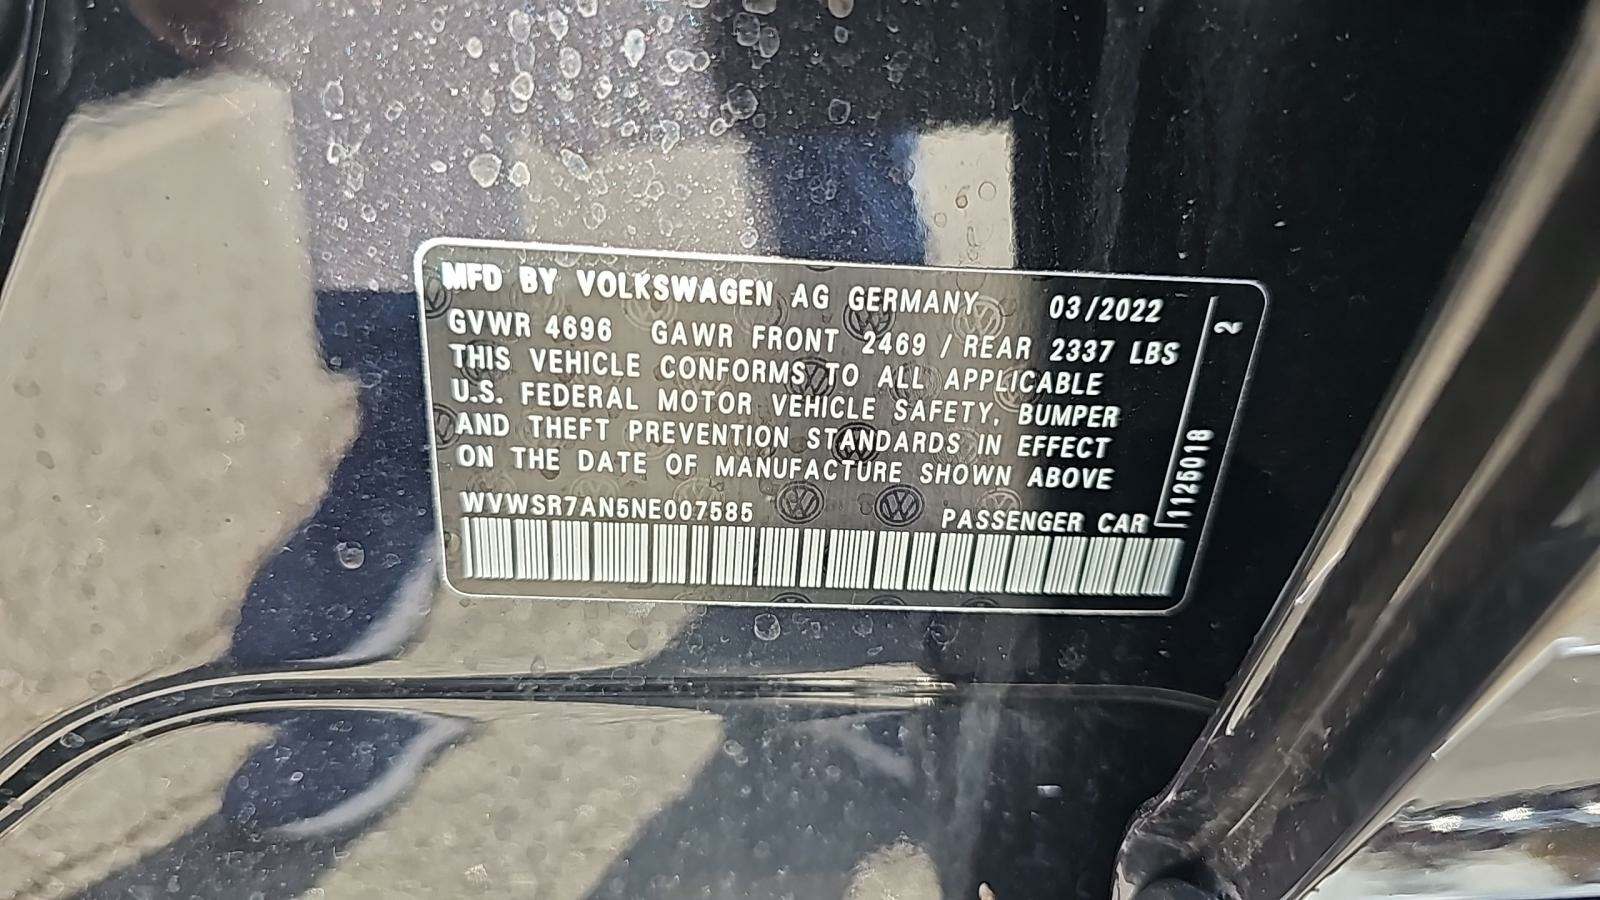 MFD BY VOLKSWAGEN AG GERMANY 03/2022
GVWR 4696 GAWR FRONT 2469 / REAR 2337 LBS
THIS VEHICLE CONFORMS TO ALL APPLICABLE
U.S. FEDERAL MOTOR VEHICLE SAFETY, BUMPER
AND THEFT PREVENTION STANDARDS IN EFFECT
ON THE DATE OF MANUFACTURE SHOWN ABOVE
WVWSR7AN5NE007585 PASSENGER CAR
1125018 2